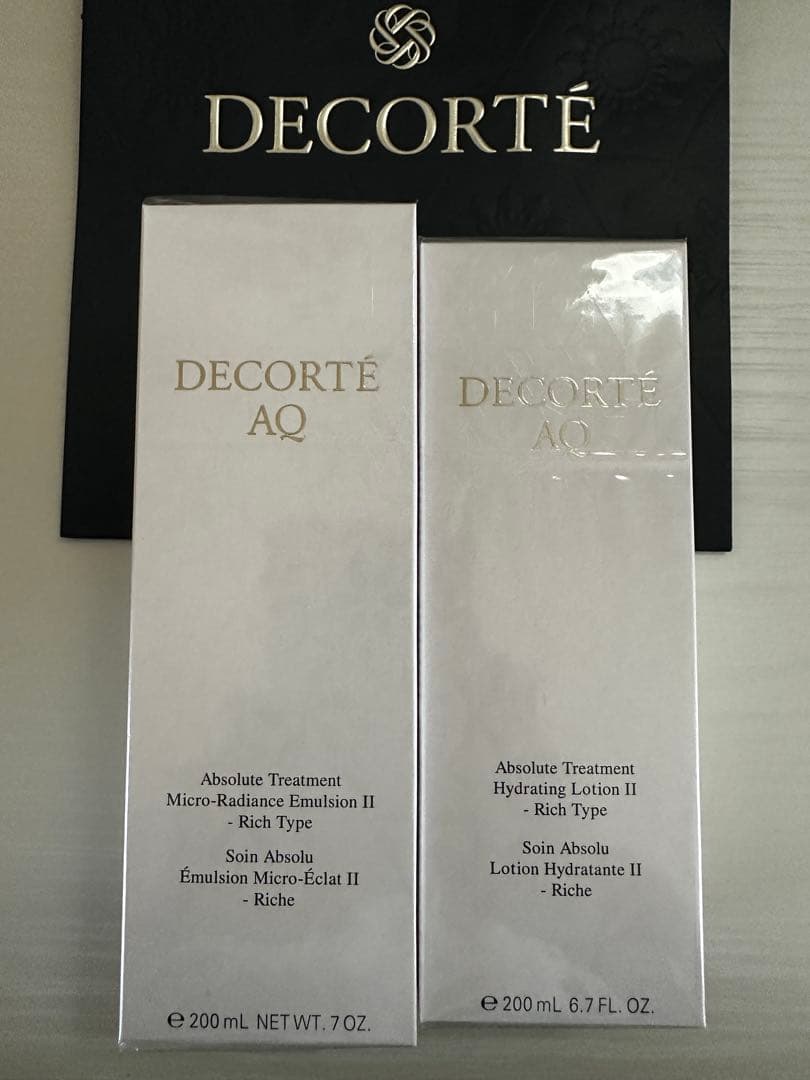 DECORTÉ
DECORTÉ
AQ
Absolute Treatment
Micro-Radiance Emulsion II
- Rich Type
Soin Absolu
Émulsion Micro-Éclat II
- Riche
℮ 200 mL NET WT. 7 OZ.
DECORTÉ
AQ
Absolute Treatment
Hydrating Lotion II
- Rich Type
Soin Absolu
Lotion Hydratante II
- Riche
℮ 200 mL 6.7 FL. OZ.